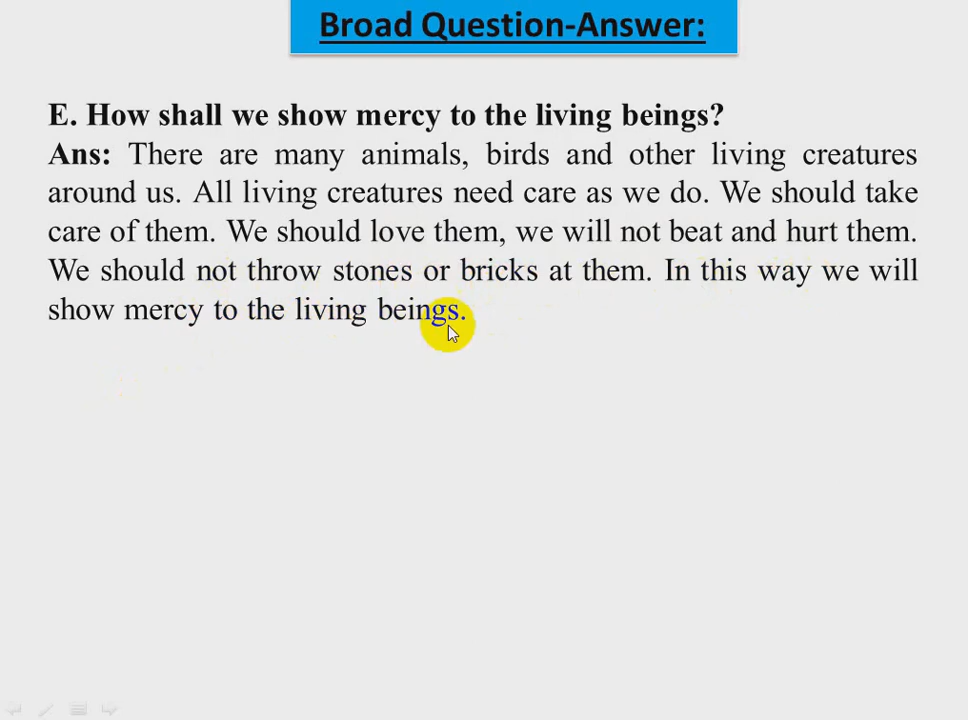 Broad Question-Answer:
E. How shall we show mercy to the living beings?
Ans: There are many animals, birds and other living creatures
around us. All living creatures need care as we do. We should take
care of them. We should love them, we will not beat and hurt them.
We should not throw stones or bricks at them. In this way we will
show mercy to the living beings.